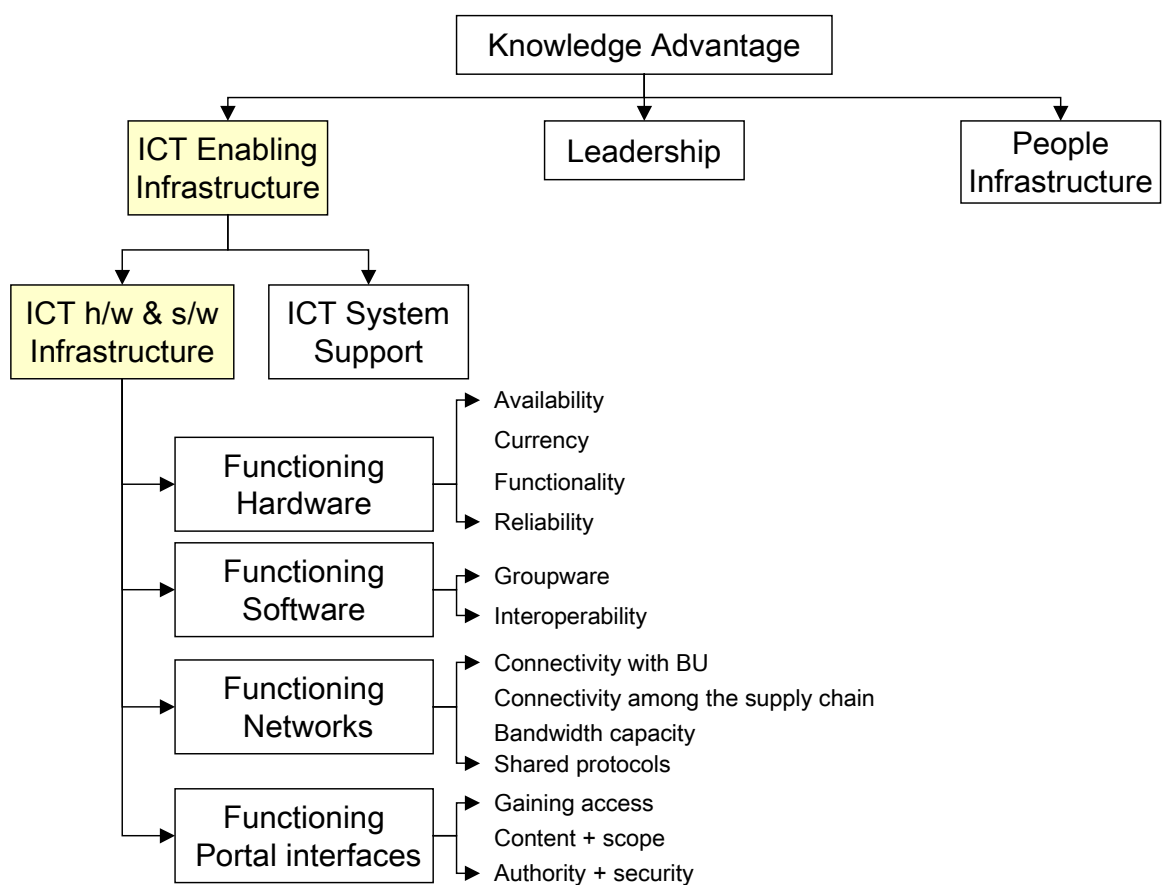 Knowledge Advantage
ICT Enabling
Infrastructure
Leadership
People
Infrastructure
ICT h/w & s/w
Infrastructure
ICT System
Support
Functioning
Hardware
Availability
Currency
Functionality
Reliability
Functioning
Software
Groupware
Interoperability
Functioning
Networks
Connectivity with BU
Connectivity among the supply chain
Bandwidth capacity
Shared protocols
Functioning
Portal interfaces
Gaining access
Content + scope
Authority + security